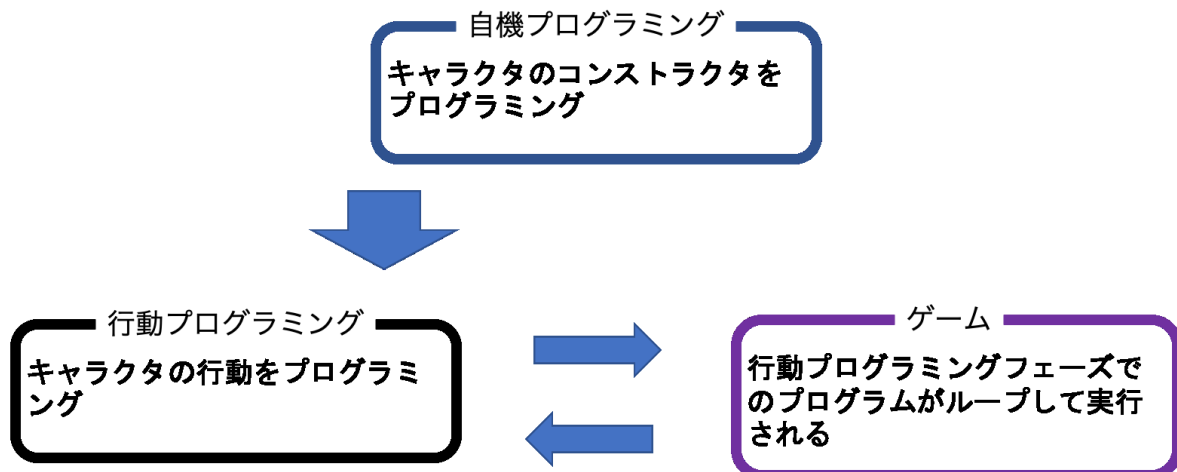 自機プログラミング
キャラクタのコンストラクタを
プログラミング
行動プログラミング
キャラクタの行動をプログラミ
ング
ゲーム
行動プログラミングフェーズで
のプログラムがループして実行
される